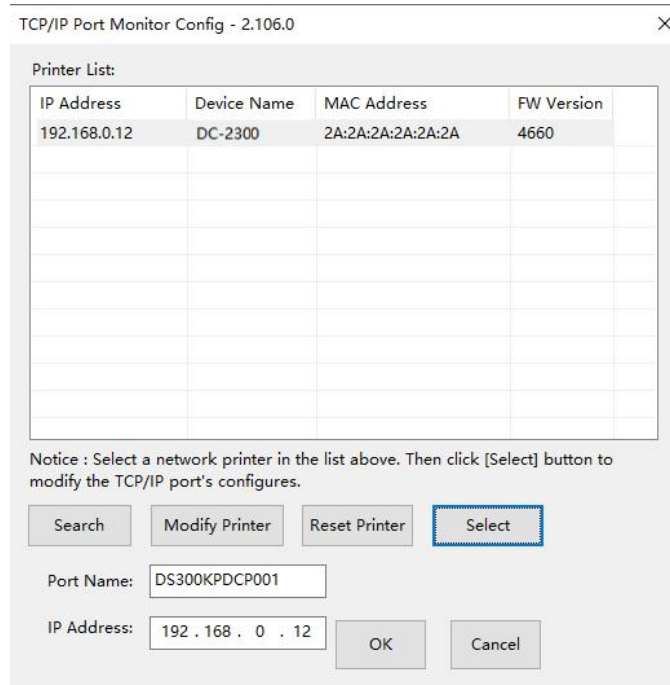 TCP/IP Port Monitor Config - 2.106.0
Printer List:
IP Address Device Name MAC Address FW Version
192.168.0.12 DC-2300 2A:2A:2A:2A:2A:2A 4660
Notice : Select a network printer in the list above. Then click [Select] button to
modify the TCP/IP port's configures.
Search Modify Printer Reset Printer Select
Port Name: DS300KPDCP001
IP Address: 192 . 168 . 0 . 12 OK Cancel